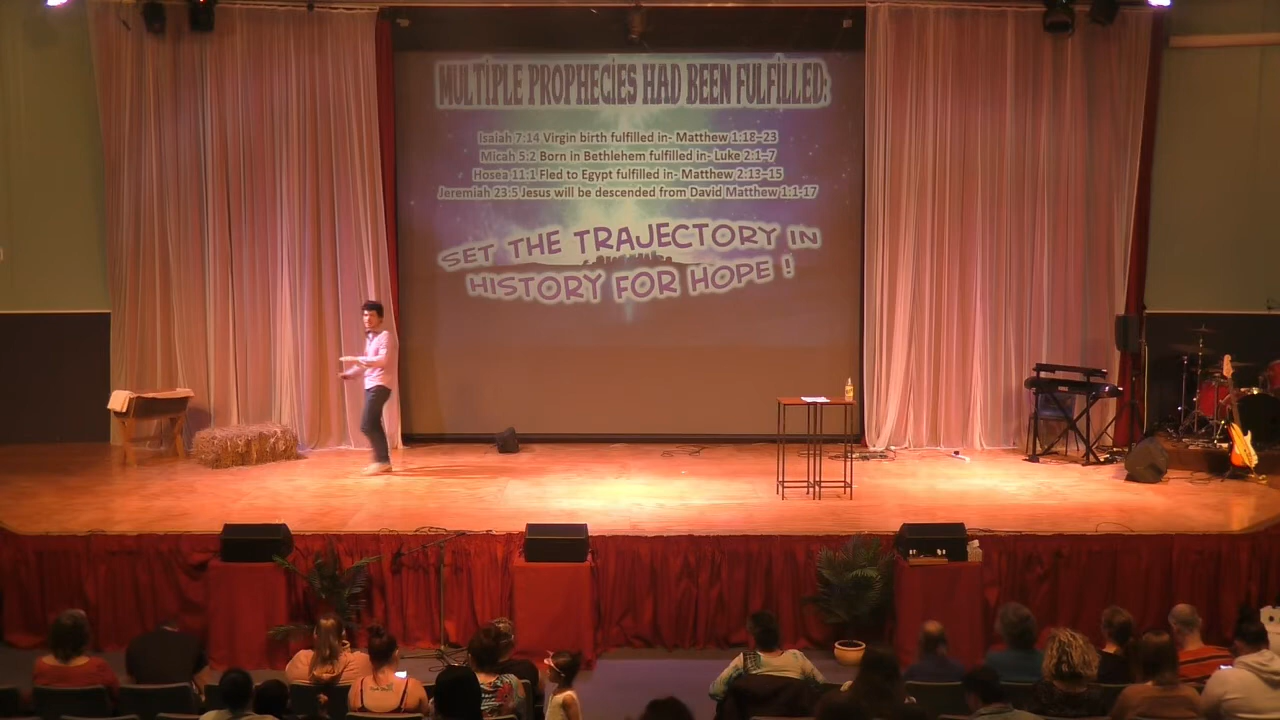 MULTIPLE PROPHECIES HAD BEEN FULFILLED:
Isaiah 7:14 Virgin birth fulfilled in- Matthew 1:18–23
Micah 5:2 Born in Bethlehem fulfilled in- Luke 2:1–7
Hosea 11:1 Fled to Egypt fulfilled in- Matthew 2:13–15
Jeremiah 23:5 Jesus will be descended from David Matthew 1:1-17
SET THE TRAJECTORY IN
HISTORY FOR HOPE !